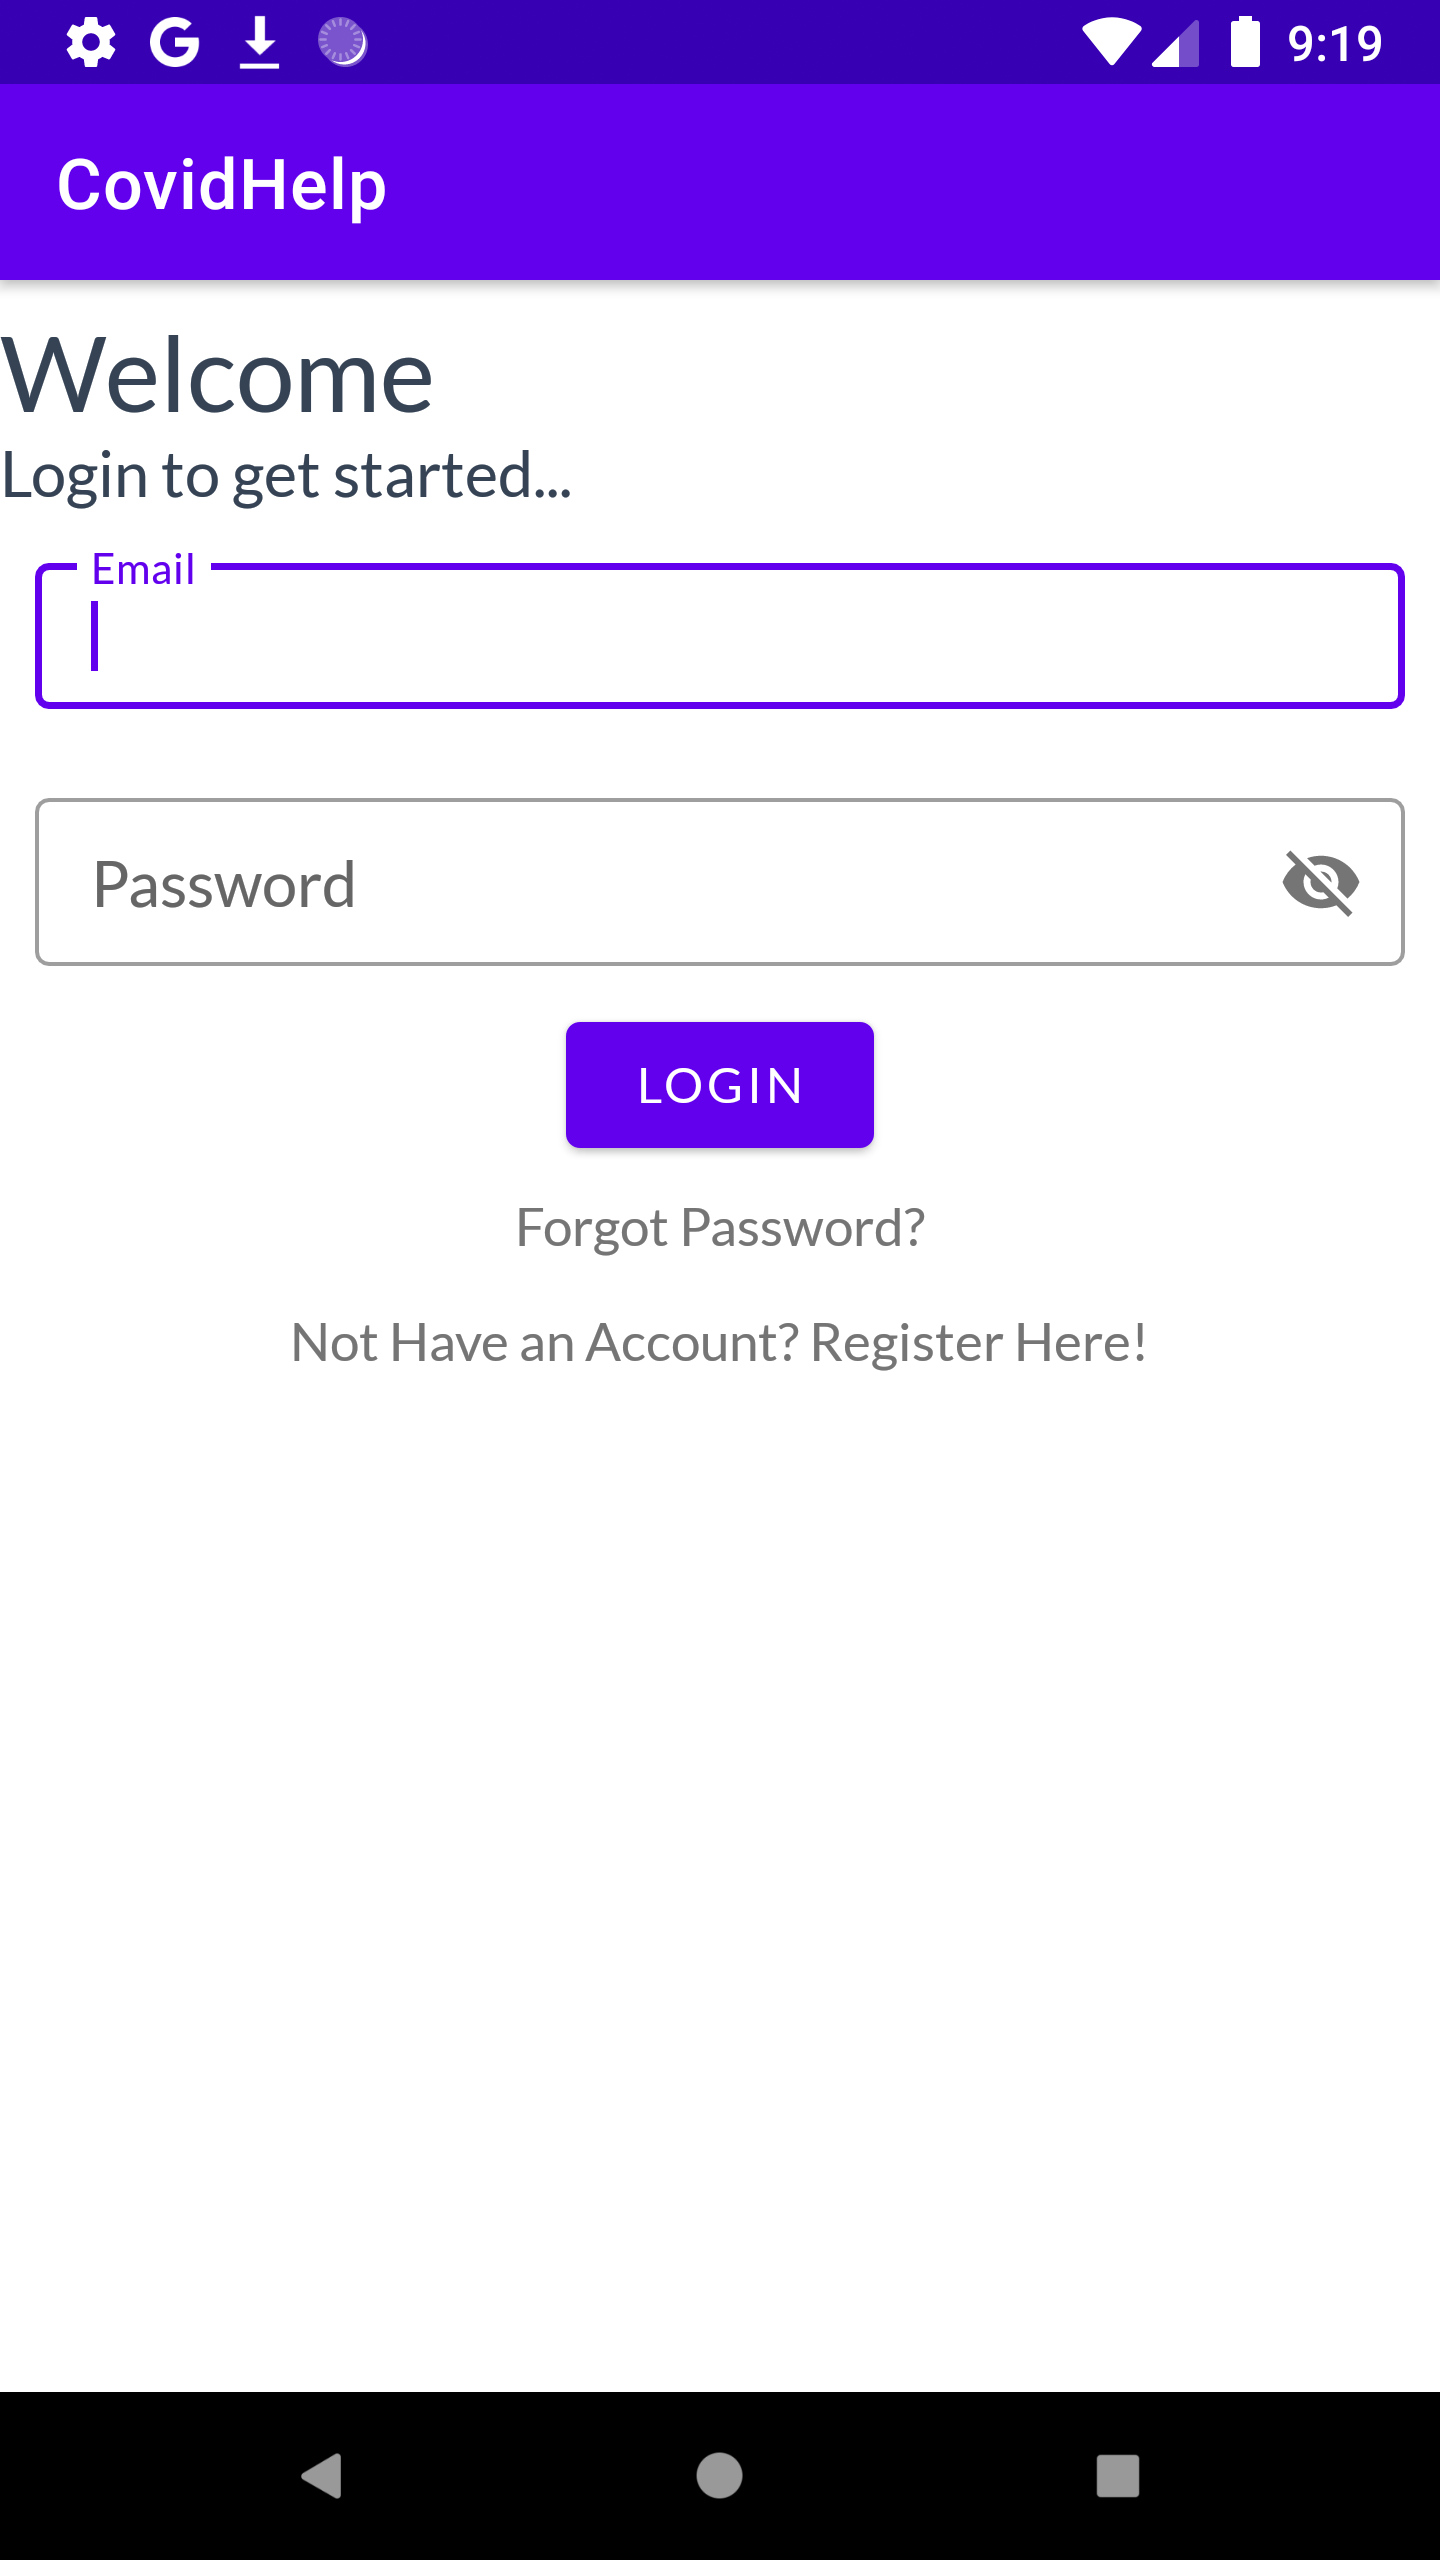 9:19
CovidHelp
Welcome
Login to get started...
Email
Password
LOGIN
Forgot Password?
Not Have an Account? Register Here!